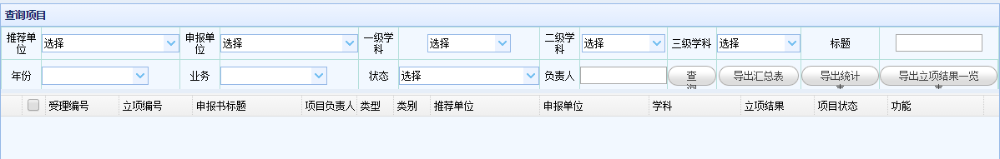 查询项目
推荐单位 选择 申报单位 选择 一级学科 选择 二级学科 选择 三级学科 选择 标题
年份 业务 状态 选择 负责人 查询 导出汇总表 导出统计表 导出立项结果一览表
受理编号 立项编号 申报书标题 项目负责人 类型 类别 推荐单位 申报单位 学科 立项结果 项目状态 功能